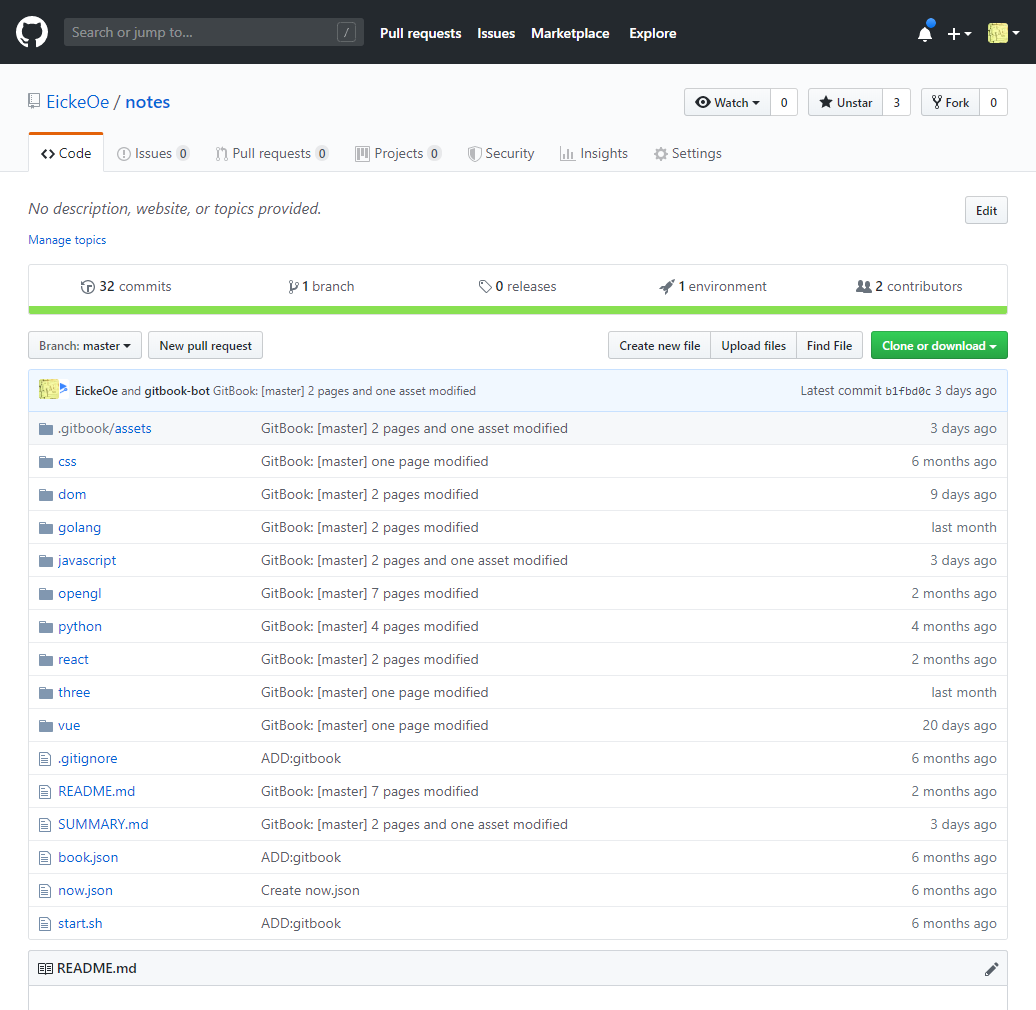 Search or jump to... / Pull requests Issues Marketplace Explore
EickeOe / notes Watch 0 Unstar 3 Fork 0
Code Issues 0 Pull requests 0 Projects 0 Security Insights Settings
No description, website, or topics provided. Edit
Manage topics
32 commits 1 branch 0 releases 1 environment 2 contributors
Branch: master New pull request Create new file Upload files Find File Clone or download
EickeOe and gitbook-bot GitBook: [master] 2 pages and one asset modified Latest commit b1fbd0c 3 days ago
.gitbook/assets GitBook: [master] 2 pages and one asset modified 3 days ago
css GitBook: [master] one page modified 6 months ago
dom GitBook: [master] 2 pages modified 9 days ago
golang GitBook: [master] 2 pages modified last month
javascript GitBook: [master] 2 pages and one asset modified 3 days ago
opengl GitBook: [master] 7 pages modified 2 months ago
python GitBook: [master] 4 pages modified 4 months ago
react GitBook: [master] 2 pages modified 2 months ago
three GitBook: [master] one page modified last month
vue GitBook: [master] one page modified 20 days ago
.gitignore ADD:gitbook 6 months ago
README.md GitBook: [master] 7 pages modified 2 months ago
SUMMARY.md GitBook: [master] 2 pages and one asset modified 3 days ago
book.json ADD:gitbook 6 months ago
now.json Create now.json 6 months ago
start.sh ADD:gitbook 6 months ago
README.md